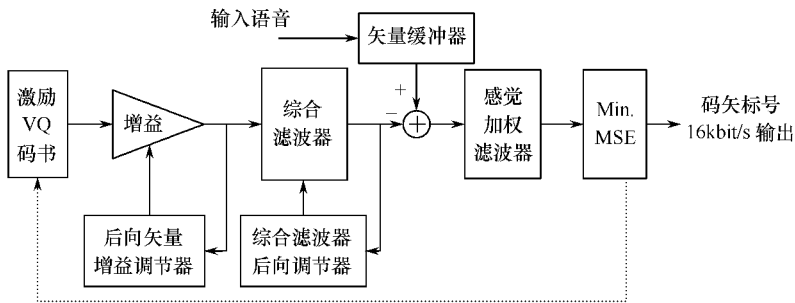 输入语音
矢量缓冲器
激励
VQ
码书
增益
综合
滤波器
+
−
+
感觉
加权
滤波器
Min.
MSE
码矢标号
16kbit/s 输出
后向矢量
增益调节器
综合滤波器
后向调节器